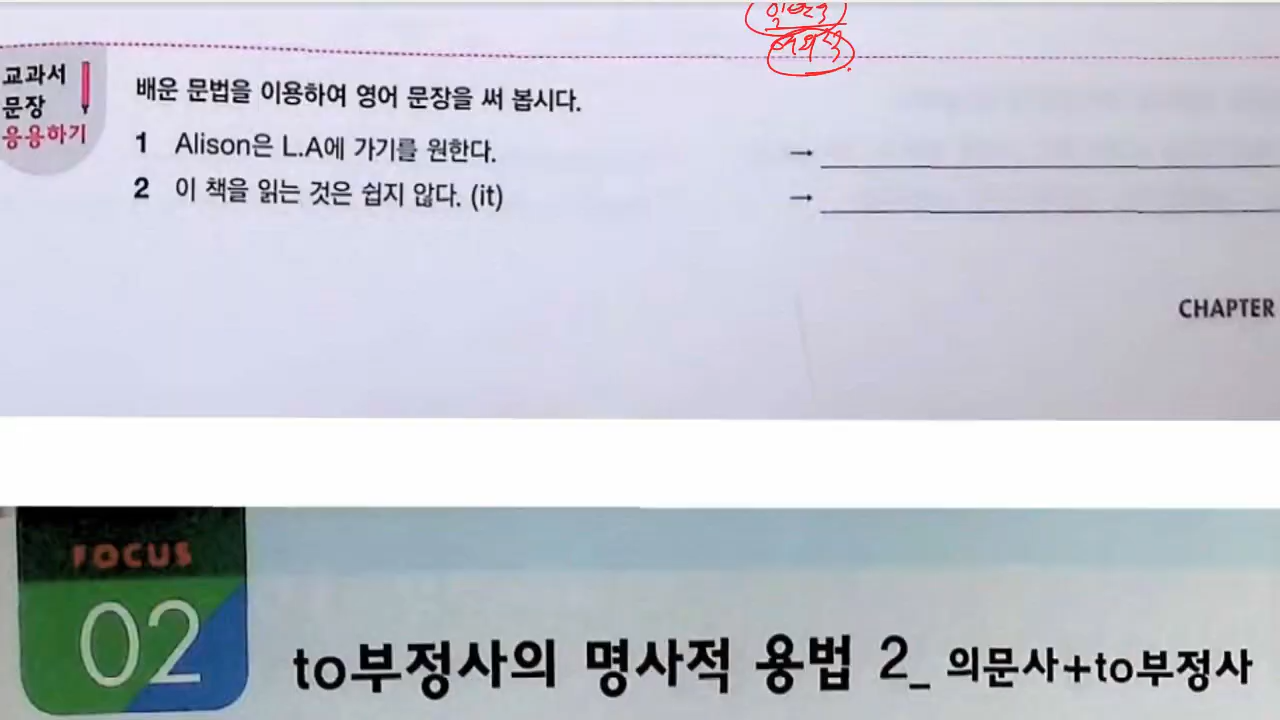 교과서
문장
응용하기
배운 문법을 이용하여 영어 문장을 써 봅시다.
1 Alison은 L.A에 가기를 원한다. →
2 이 책을 읽는 것은 쉽지 않다. (it) →
CHAPTER
FOCUS
02
to부정사의 명사적 용법 2_ 의문사+to부정사